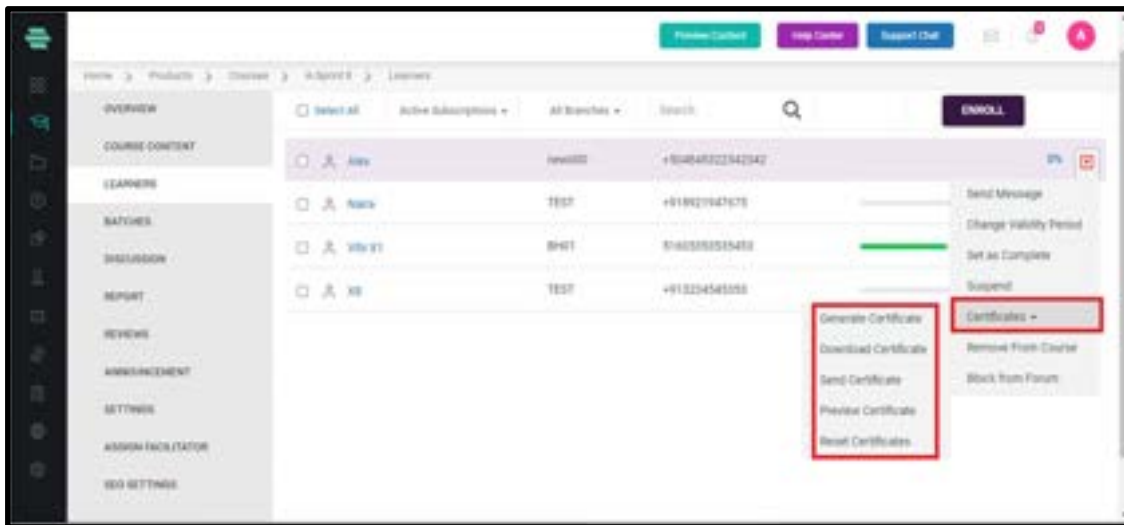 Preview Content Help Center Support Chat A
Home > Products > Courses > > Learners
OVERVIEW
Select All Active Subscriptions All Branches Search ENROLL
COURSE CONTENT
Alex 0%
LEARNERS
Send Message
Naira TEST
BATCHES
Change Validity Period
DISCUSSION
Set as Complete
REPORT
TEST
Suspend
Generate Certificate
Certificates
REVIEWS
Download Certificate
Remove From Course
ANNOUNCEMENT
Send Certificate
Block from Forum
SETTINGS
Preview Certificate
ASSIGN FACILITATOR
Reset Certificates
SEO SETTINGS